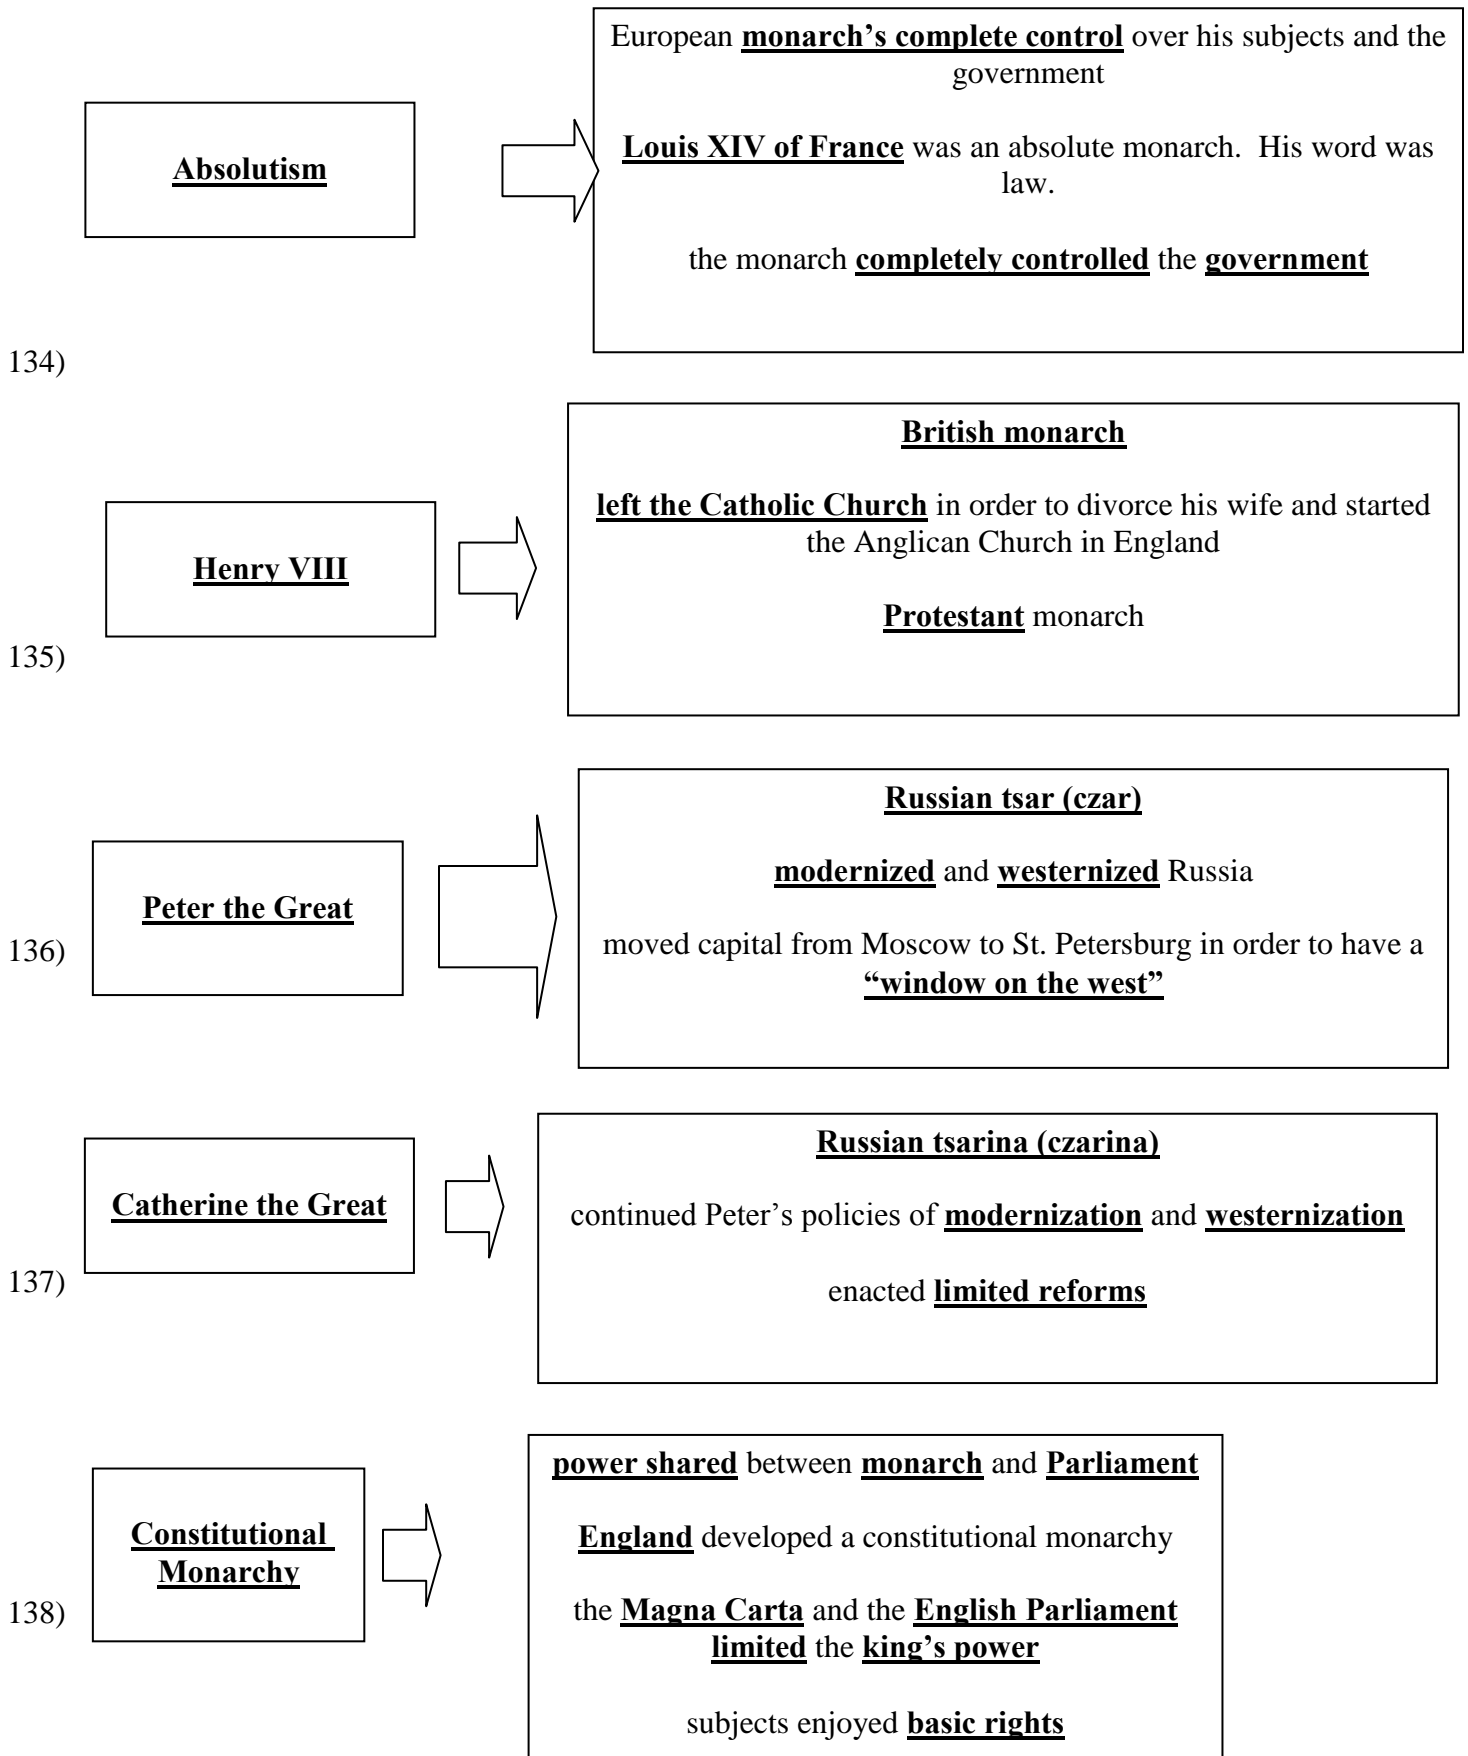 European monarch’s complete control over his subjects and the
government
Absolutism
Louis XIV of France was an absolute monarch.  His word was
law.
the monarch completely controlled the government
134)
British monarch
left the Catholic Church in order to divorce his wife and started
the Anglican Church in England
Henry VIII
Protestant monarch
135)
Russian tsar (czar)
modernized and westernized Russia
Peter the Great
moved capital from Moscow to St. Petersburg in order to have a
“window on the west”
136)
Russian tsarina (czarina)
Catherine the Great
continued Peter’s policies of modernization and westernization
enacted limited reforms
137)
power shared between monarch and Parliament
Constitutional
Monarchy
England developed a constitutional monarchy
the Magna Carta and the English Parliament
limited the king’s power
138)
subjects enjoyed basic rights